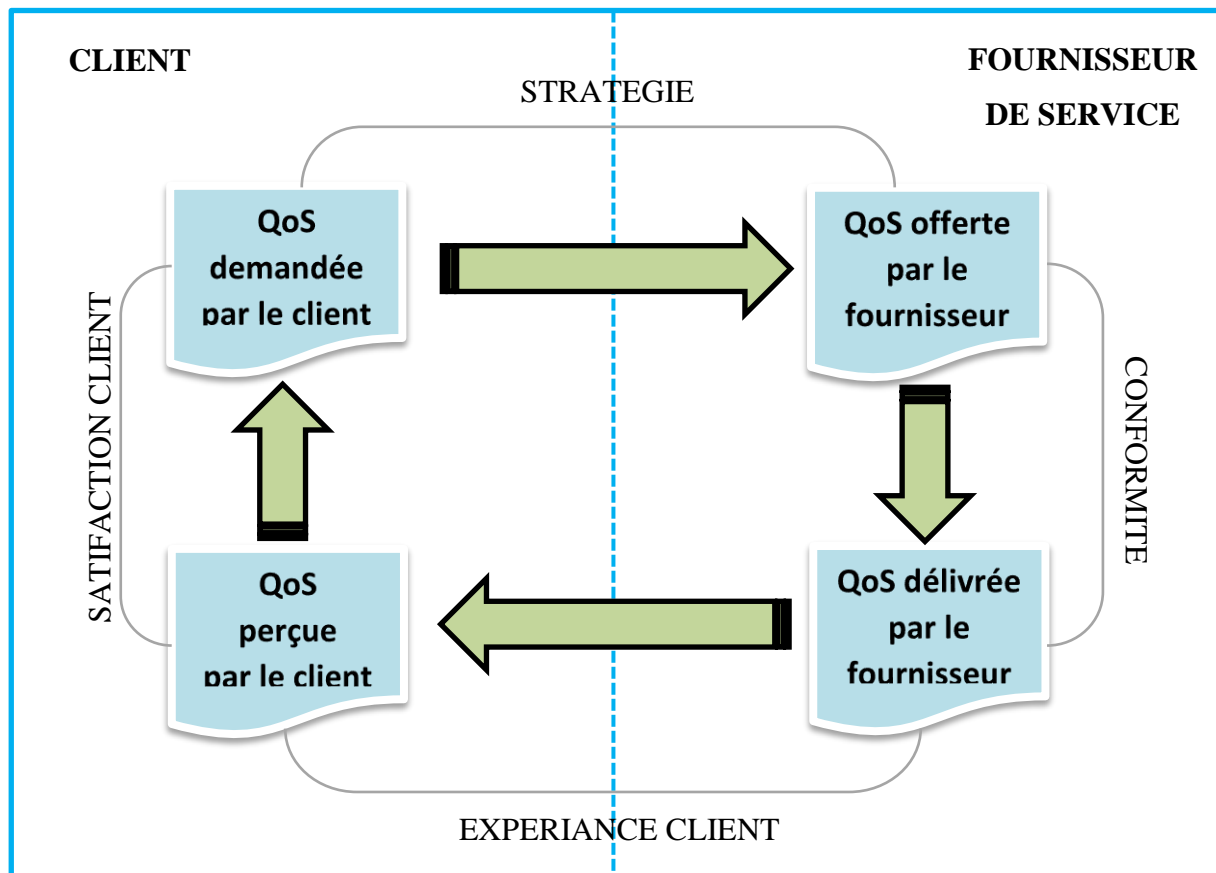 CLIENT
FOURNISSEUR
DE SERVICE
STRATEGIE
QoS
demandée
par le client
QoS offerte
par le
fournisseur
SATIFACTION CLIENT
CONFORMITE
QoS
perçue
par le client
QoS délivrée
par le
fournisseur
EXPERIANCE CLIENT